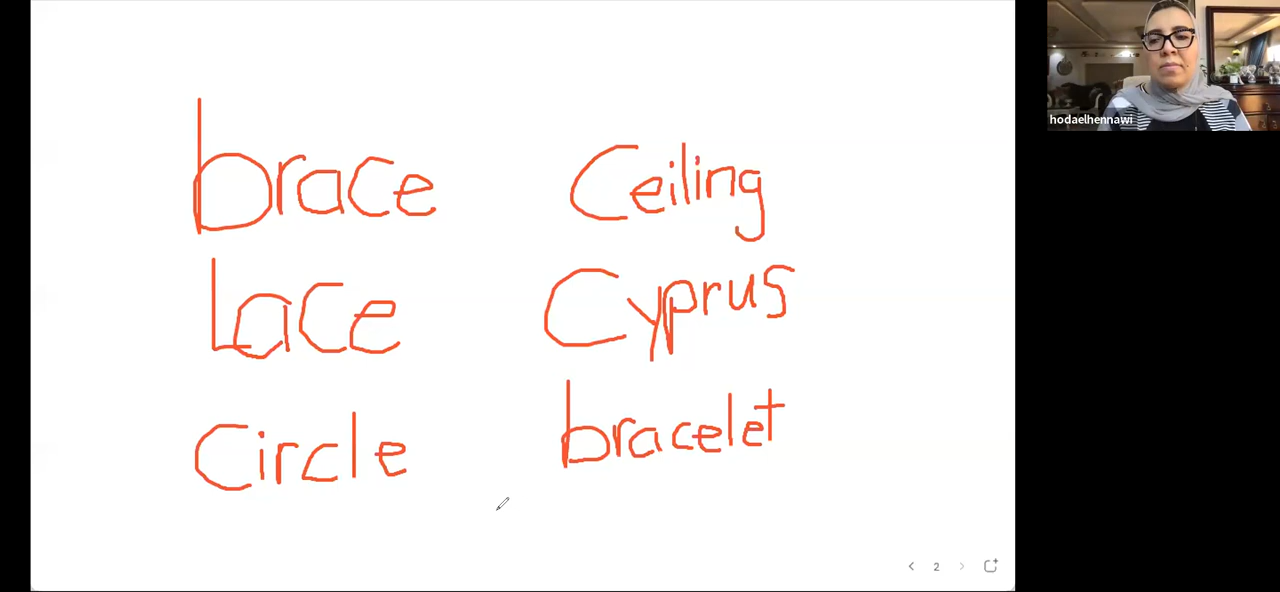 brace
Lace
Circle
Ceiling
Cyprus
bracelet
hodaelhennawi
2